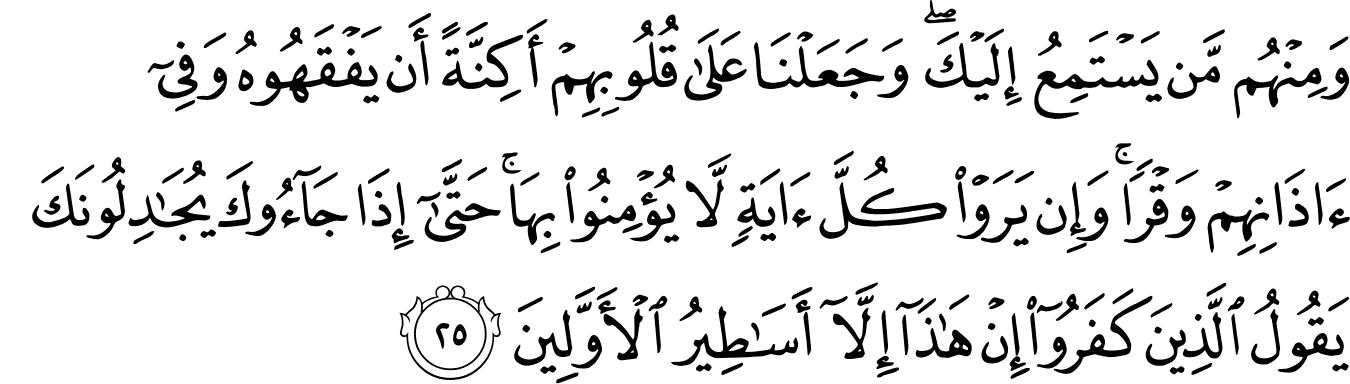 وَمِنْهُم مَّن يَسْتَمِعُ إِلَيْكَ ۖ وَجَعَلْنَا عَلَىٰ قُلُوبِهِمْ أَكِنَّةً أَن يَفْقَهُوهُ وَفِىٓ
ءَاذَانِهِمْ وَقْرًا ۚ وَإِن يَرَوْا۟ كُلَّ ءَايَةٍ لَّا يُؤْمِنُوا۟ بِهَا ۚ حَتَّىٰٓ إِذَا جَآءُوكَ يُجَـٰدِلُونَكَ
يَقُولُ ٱلَّذِينَ كَفَرُوٓا۟ إِنْ هَـٰذَآ إِلَّآ أَسَـٰطِيرُ ٱلْأَوَّلِينَ ٢٥